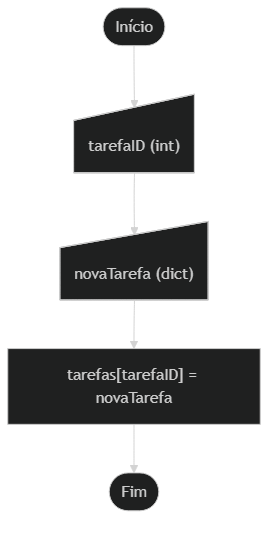 Início
tarefaID (int)
novaTarefa (dict)
tarefas[tarefaID] =
novaTarefa
Fim